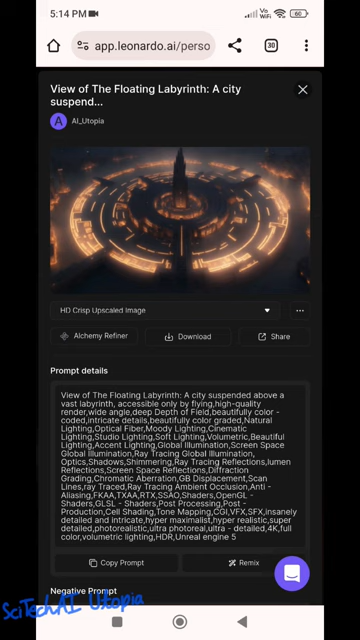 5:14 PM
Vo
WiFi
60
app.leonardo.ai/perso
30
View of The Floating Labyrinth: A city
suspend...
A
AI_Utopia
HD Crisp Upscaled Image
Alchemy Refiner
Download
Share
Prompt details
View of The Floating Labyrinth: A city suspended above a
vast labyrinth, accessible only by flying,high-quality
render,wide angle,deep Depth of Field,beautifully color -
coded,intricate details,beautifully color graded,Natural
Lighting,Optical Fiber,Moody Lighting,Cinematic
Lighting,Studio Lighting,Soft Lighting,Volumetric,Beautiful
Lighting,Accent Lighting,Global Illumination,Screen Space
Global Illumination,Ray Tracing Global Illumination,
Optics,Shadows,Shimmering,Ray Tracing Reflections,lumen
Reflections,Screen Space Reflections,Diffraction
Grading,Chromatic Aberration,GB Displacement,Scan
Lines,ray Traced,Ray Tracing Ambient Occlusion,Anti -
Aliasing,FKAA,TXAA,RTX,SSAO,Shaders,OpenGL -
Shaders,GLSL - Shaders,Post Processing,Post -
Production,Cell Shading,Tone Mapping,CGI,VFX,SFX,insanely
detailed and intricate,hyper maximalist,hyper realistic,super
detailed,photorealistic,ultra photoreal,ultra - detailed,4K,full
color,volumetric lighting,HDR,Unreal engine 5
Copy Prompt
Remix
Negative Prompt
SciTechAI Utopia